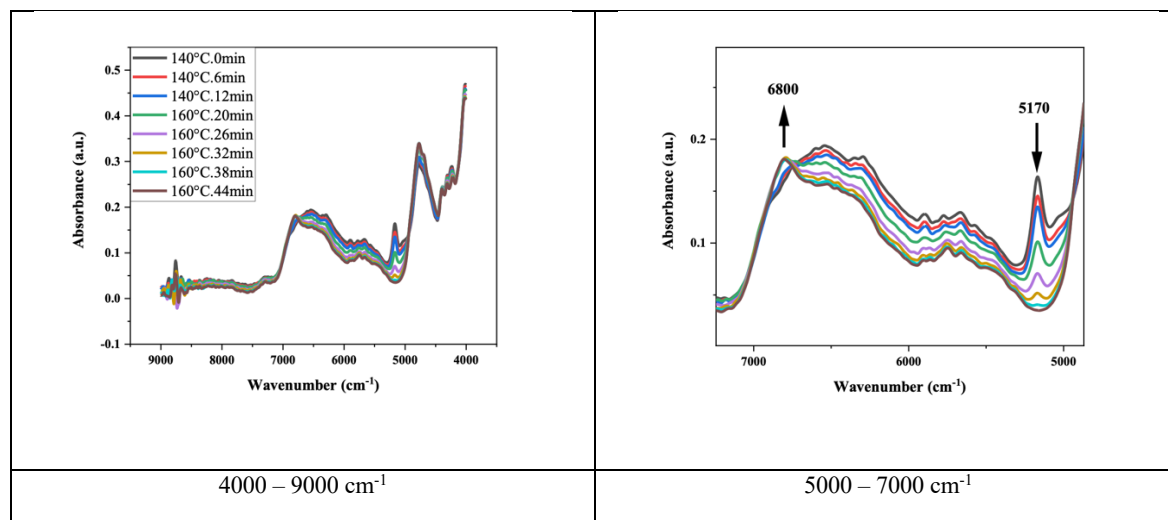 0.5
0.4
0.3
0.2
0.1
0.0
-0.1
Absorbance (a.u.)
140°C.0min
140°C.6min
140°C.12min
160°C.20min
160°C.26min
160°C.32min
160°C.38min
160°C.44min
9000 8000 7000 6000 5000 4000
Wavenumber (cm-1)
4000 – 9000 cm-1
6800
5170
0.2
0.1
Absorbance (a.u.)
7000 6000 5000
Wavenumber (cm-1)
5000 – 7000 cm-1